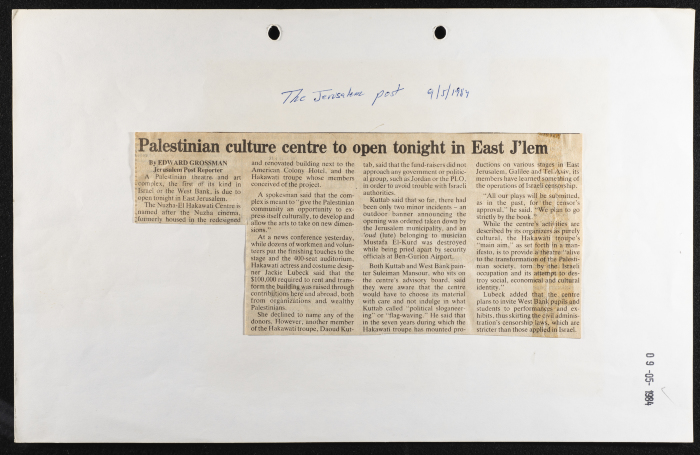 The Jerusalem post 9/5/1984
Palestinian culture centre to open tonight in East J'lem
By EDWARD GROSSMAN
Jerusalem Post Reporter
A Palestinian theatre and art
complex, the first of its kind in
Israel or the West Bank, is due to
open tonight in East Jerusalem.
The Nuzha-El Hakawati Centre is
named after the Nuzha cinema,
formerly housed in the redesigned
and renovated building next to the
American Colony Hotel, and the
Hakawati troupe whose members
conceived of the project.
A spokesman said that the com-
plex is meant to "give the Palestinian
community an opportunity to ex-
press itself culturally, to develop and
allow the arts to take on new dimen-
sions."
At a news conference yesterday,
while dozens of workmen and volun-
teers put the finishing touches to the
stage and the 400-seat auditorium,
Hakawati actress and costume desig-
ner Jackie Lubeck said that the
$100,000 required to rent and trans-
form the building was raised through
contributions here and abroad, both
from organizations and wealthy
Palestinians.
She declined to name any of the
donors. However, another member
of the Hakawati troupe, Daoud Kut-
tab, said that the fund-raisers did not
approach any government or politic-
al group, such as Jordan or the PLO,
in order to avoid trouble with Israeli
authorities.
Kuttab said that so far, there had
been only two minor incidents – an
outdoor banner announcing the
opening was ordered taken down by
the Jerusalem municipality, and an
'oud (lute) belonging to musician
Mustafa El-Kurd was destroyed
while being pried apart by security
officials at Ben-Gurion Airport.
Both Kuttab and West Bank pain-
ter Suleiman Mansour, who sits on
the centre's advisory board, said
they were aware that the centre
would have to choose its material
with care and not indulge in what
Kuttab called "political sloganeer-
ing" or "flag-waving." He said that
in the seven years during which the
Hakawati troupe has mounted pro-
ductions on various stages in East
Jerusalem, Galilee and Tel Aviv, its
members have learned something of
the operations of Israeli censorship.
"All our plays will be submitted,
as in the past, for the censor's
approval," he said. "We plan to go
strictly by the book."
While the centre's activities are
described by its organizers as purely
cultural, the Hakawati troupe's
"main aim," as set forth in a mani-
festo, is to provide a theatre "alive
to the transformation of the Palesti-
nian society, torn by the Israeli
occupation and its attempt to des-
troy social, economical and cultural
identity."
Lubeck added that the centre
plans to invite West Bank pupils and
students to performances and ex-
hibits, thus skirting the civil adminis-
tration's censorship laws, which are
stricter than those applied in Israel.
09-05-1984